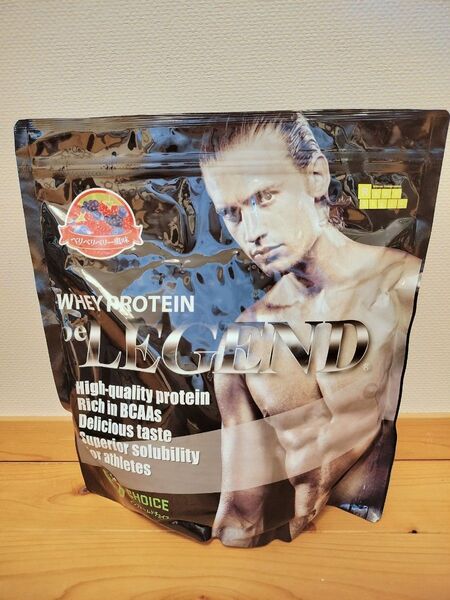 ベリベリベリー風味
WHEY PROTEIN
be LEGEND®
High-quality protein
Rich in BCAAs
Delicious taste
Superior solubility
for athletes
CHOICE